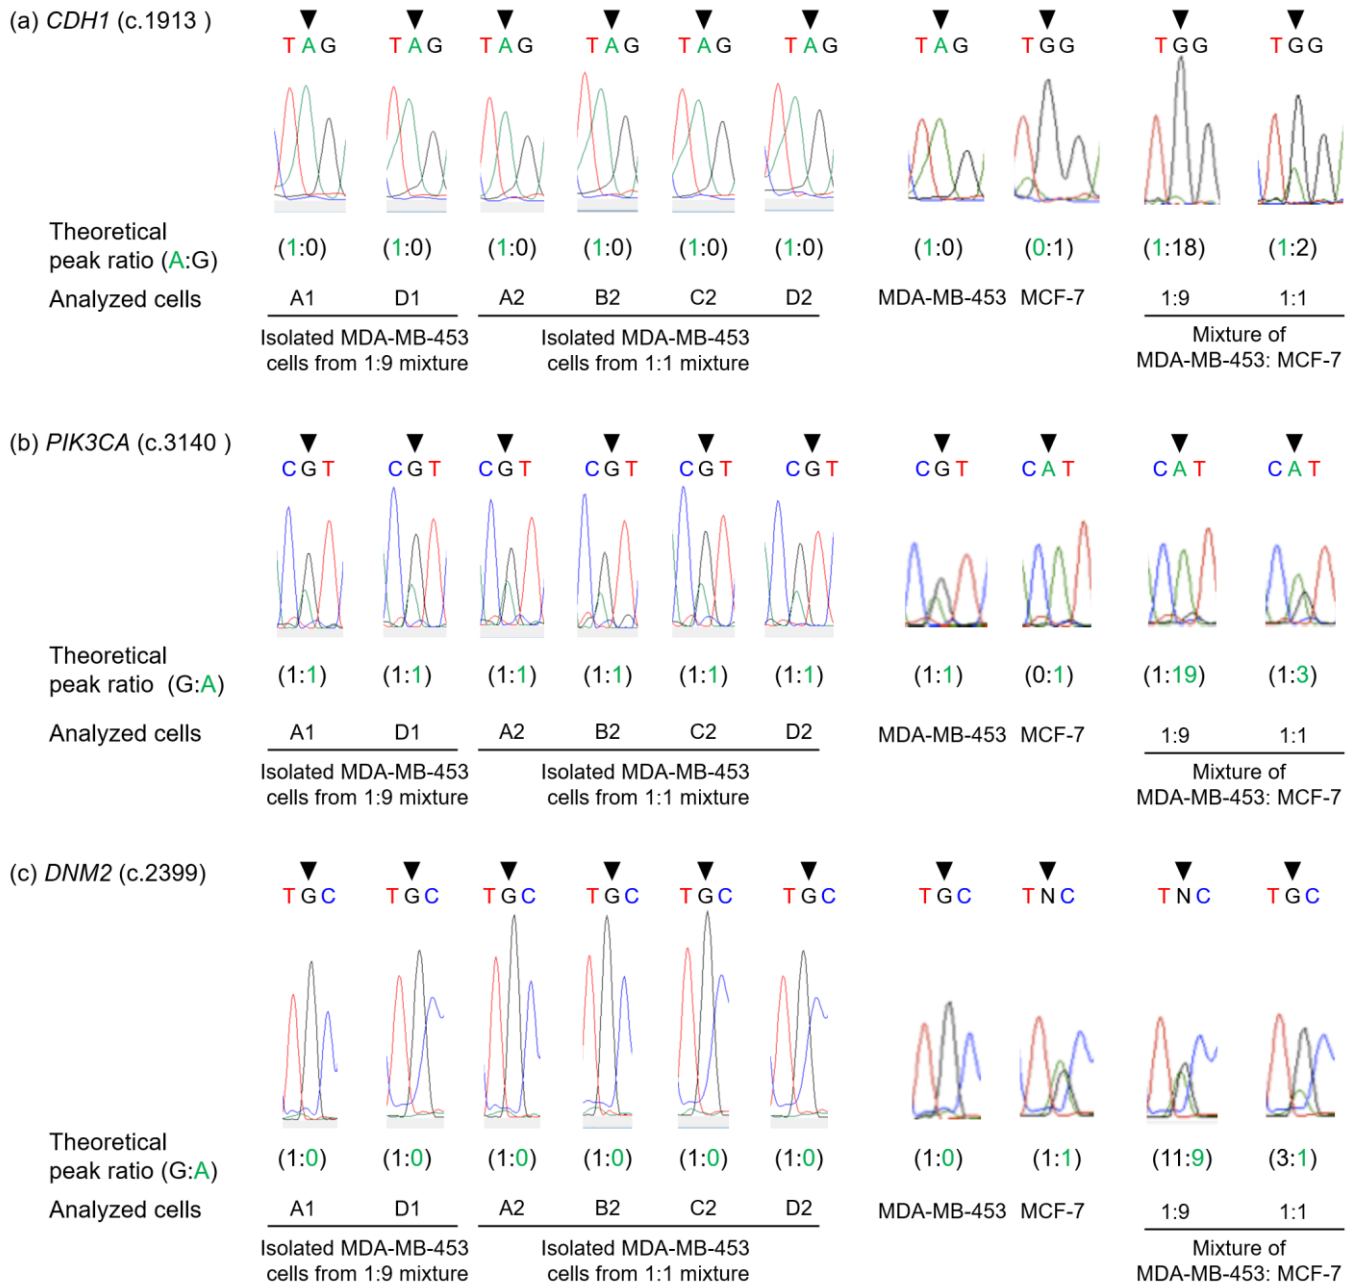 (a) CDH1 (c.1913 )
TAG TAG TAG TAG TAG TAG TAG TGG TGG TGG
Theoretical
peak ratio (A:G)
(1:0) (1:0) (1:0) (1:0) (1:0) (1:0) (1:0) (0:1) (1:18) (1:2)
Analyzed cells A1 D1 A2 B2 C2 D2 MDA-MB-453 MCF-7 1:9 1:1
Isolated MDA-MB-453 Isolated MDA-MB-453 Mixture of
cells from 1:9 mixture cells from 1:1 mixture MDA-MB-453: MCF-7
(b) PIK3CA (c.3140 )
CGT CGT CGT CGT CGT CGT CGT CAT CAT CAT
Theoretical
peak ratio (G:A)
(1:1) (1:1) (1:1) (1:1) (1:1) (1:1) (1:1) (0:1) (1:19) (1:3)
Analyzed cells A1 D1 A2 B2 C2 D2 MDA-MB-453 MCF-7 1:9 1:1
Isolated MDA-MB-453 Isolated MDA-MB-453 Mixture of
cells from 1:9 mixture cells from 1:1 mixture MDA-MB-453: MCF-7
(c) DNM2 (c.2399)
TGC TGC TGC TGC TGC TGC TGC TNC TNC TGC
Theoretical
peak ratio (G:A)
(1:0) (1:0) (1:0) (1:0) (1:0) (1:0) (1:0) (1:1) (11:9) (3:1)
Analyzed cells A1 D1 A2 B2 C2 D2 MDA-MB-453 MCF-7 1:9 1:1
Isolated MDA-MB-453 Isolated MDA-MB-453 Mixture of
cells from 1:9 mixture cells from 1:1 mixture MDA-MB-453: MCF-7